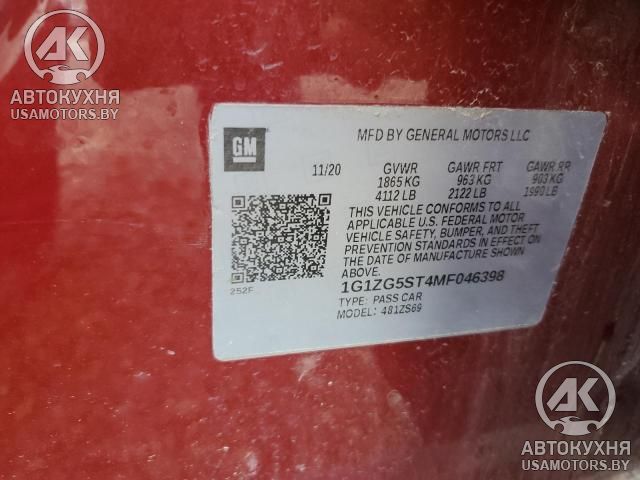 AK
АВТОКУХНЯ
USAMOTORS.BY
GM
MFD BY GENERAL MOTORS LLC
11/20 GVWR GAWR FRT GAWR RR
1865 KG 963 KG 903 KG
4112 LB 2122 LB 1990 LB
THIS VEHICLE CONFORMS TO ALL
APPLICABLE U.S. FEDERAL MOTOR
VEHICLE SAFETY, BUMPER, AND THEFT
PREVENTION STANDARDS IN EFFECT ON
THE DATE OF MANUFACTURE SHOWN
ABOVE.
252F
1G1ZG5ST4MF046398
TYPE: PASS CAR
MODEL: 481ZS69
AK
АВТОКУХНЯ
USAMOTORS.BY